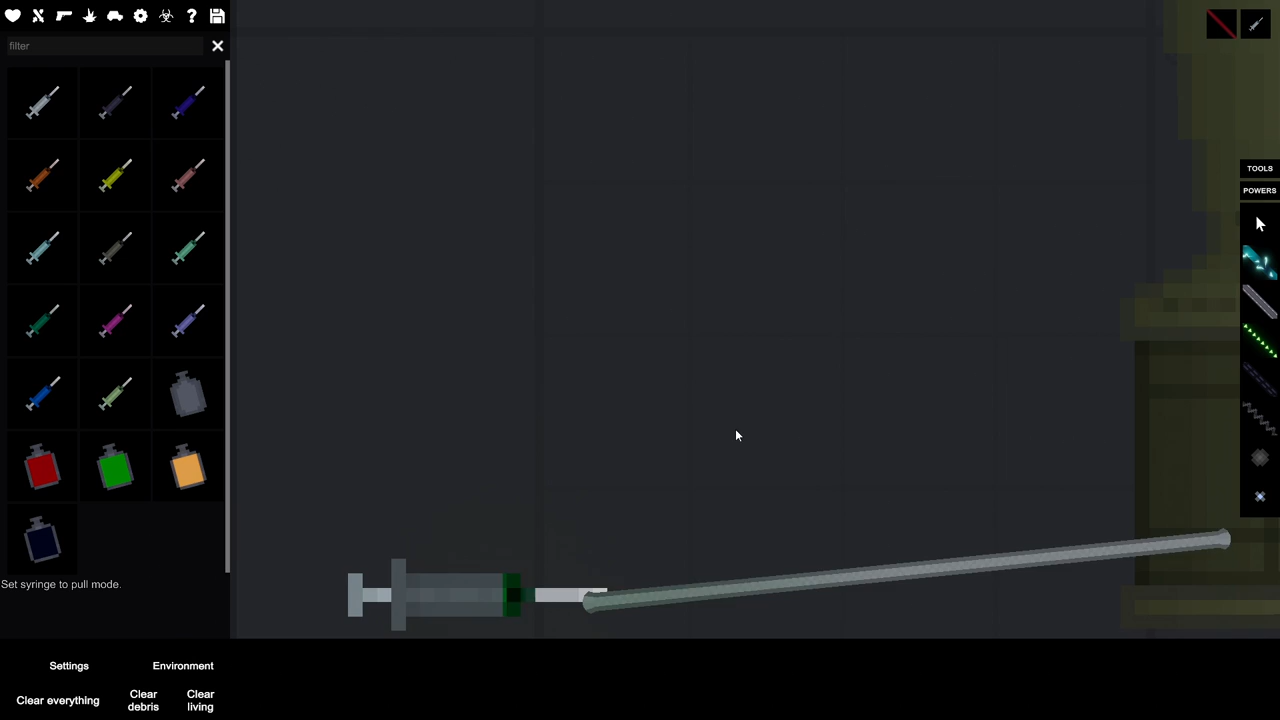 filter
TOOLS
POWERS
Set syringe to pull mode.
Settings
Environment
Clear everything
Clear
debris
Clear
living